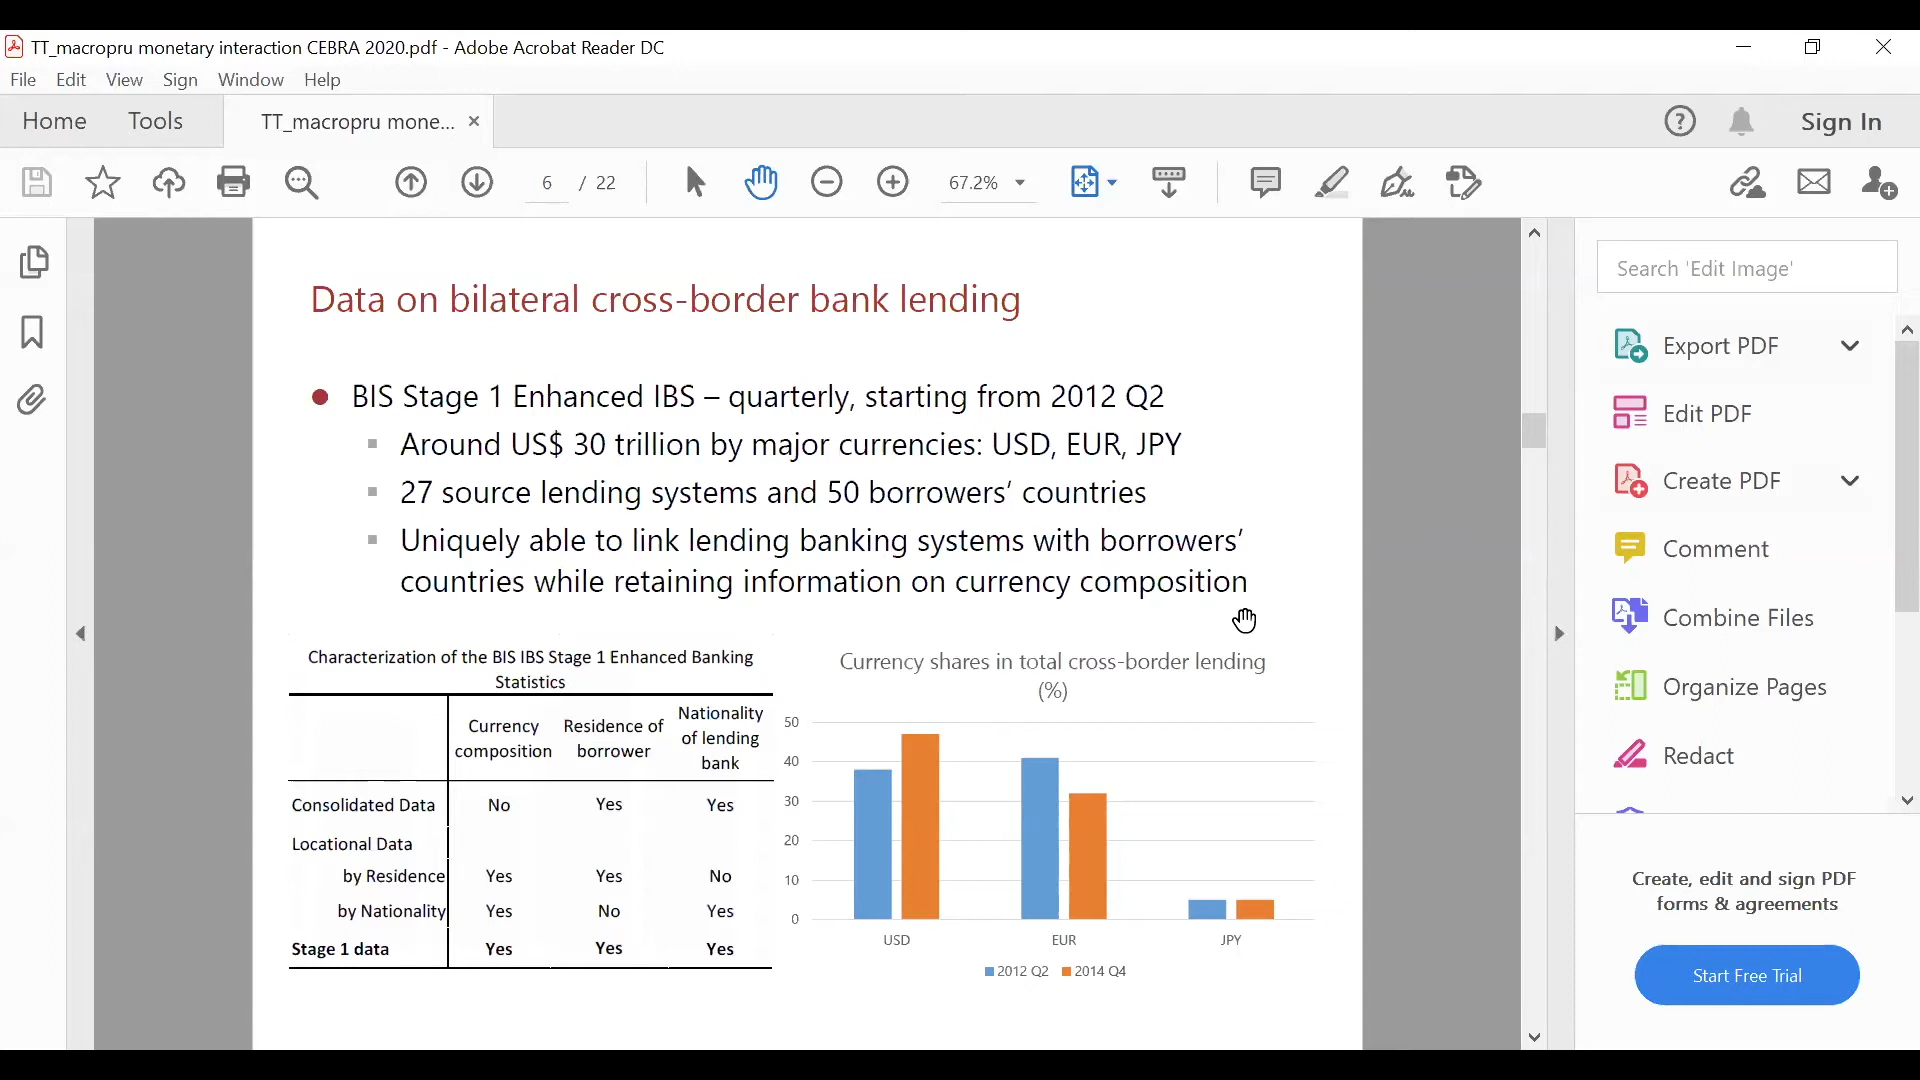 TT_macropru monetary interaction CEBRA 2020.pdf - Adobe Acrobat Reader DC
File Edit View Sign Window Help
Home Tools TT_macropru mone... × Sign In
6 / 22 67.2%
Data on bilateral cross-border bank lending
● BIS Stage 1 Enhanced IBS – quarterly, starting from 2012 Q2
▪ Around US$ 30 trillion by major currencies: USD, EUR, JPY
▪ 27 source lending systems and 50 borrowers’ countries
▪ Uniquely able to link lending banking systems with borrowers’
countries while retaining information on currency composition
Characterization of the BIS IBS Stage 1 Enhanced Banking
Statistics
Currency composition Residence of borrower Nationality of lending bank
Consolidated Data No Yes Yes
Locational Data
by Residence Yes Yes No
by Nationality Yes No Yes
Stage 1 data Yes Yes Yes
Currency shares in total cross-border lending
(%)
50
40
30
20
10
0
USD EUR JPY
2012 Q2 2014 Q4
Search 'Edit Image'
Export PDF
Edit PDF
Create PDF
Comment
Combine Files
Organize Pages
Redact
Create, edit and sign PDF
forms & agreements
Start Free Trial